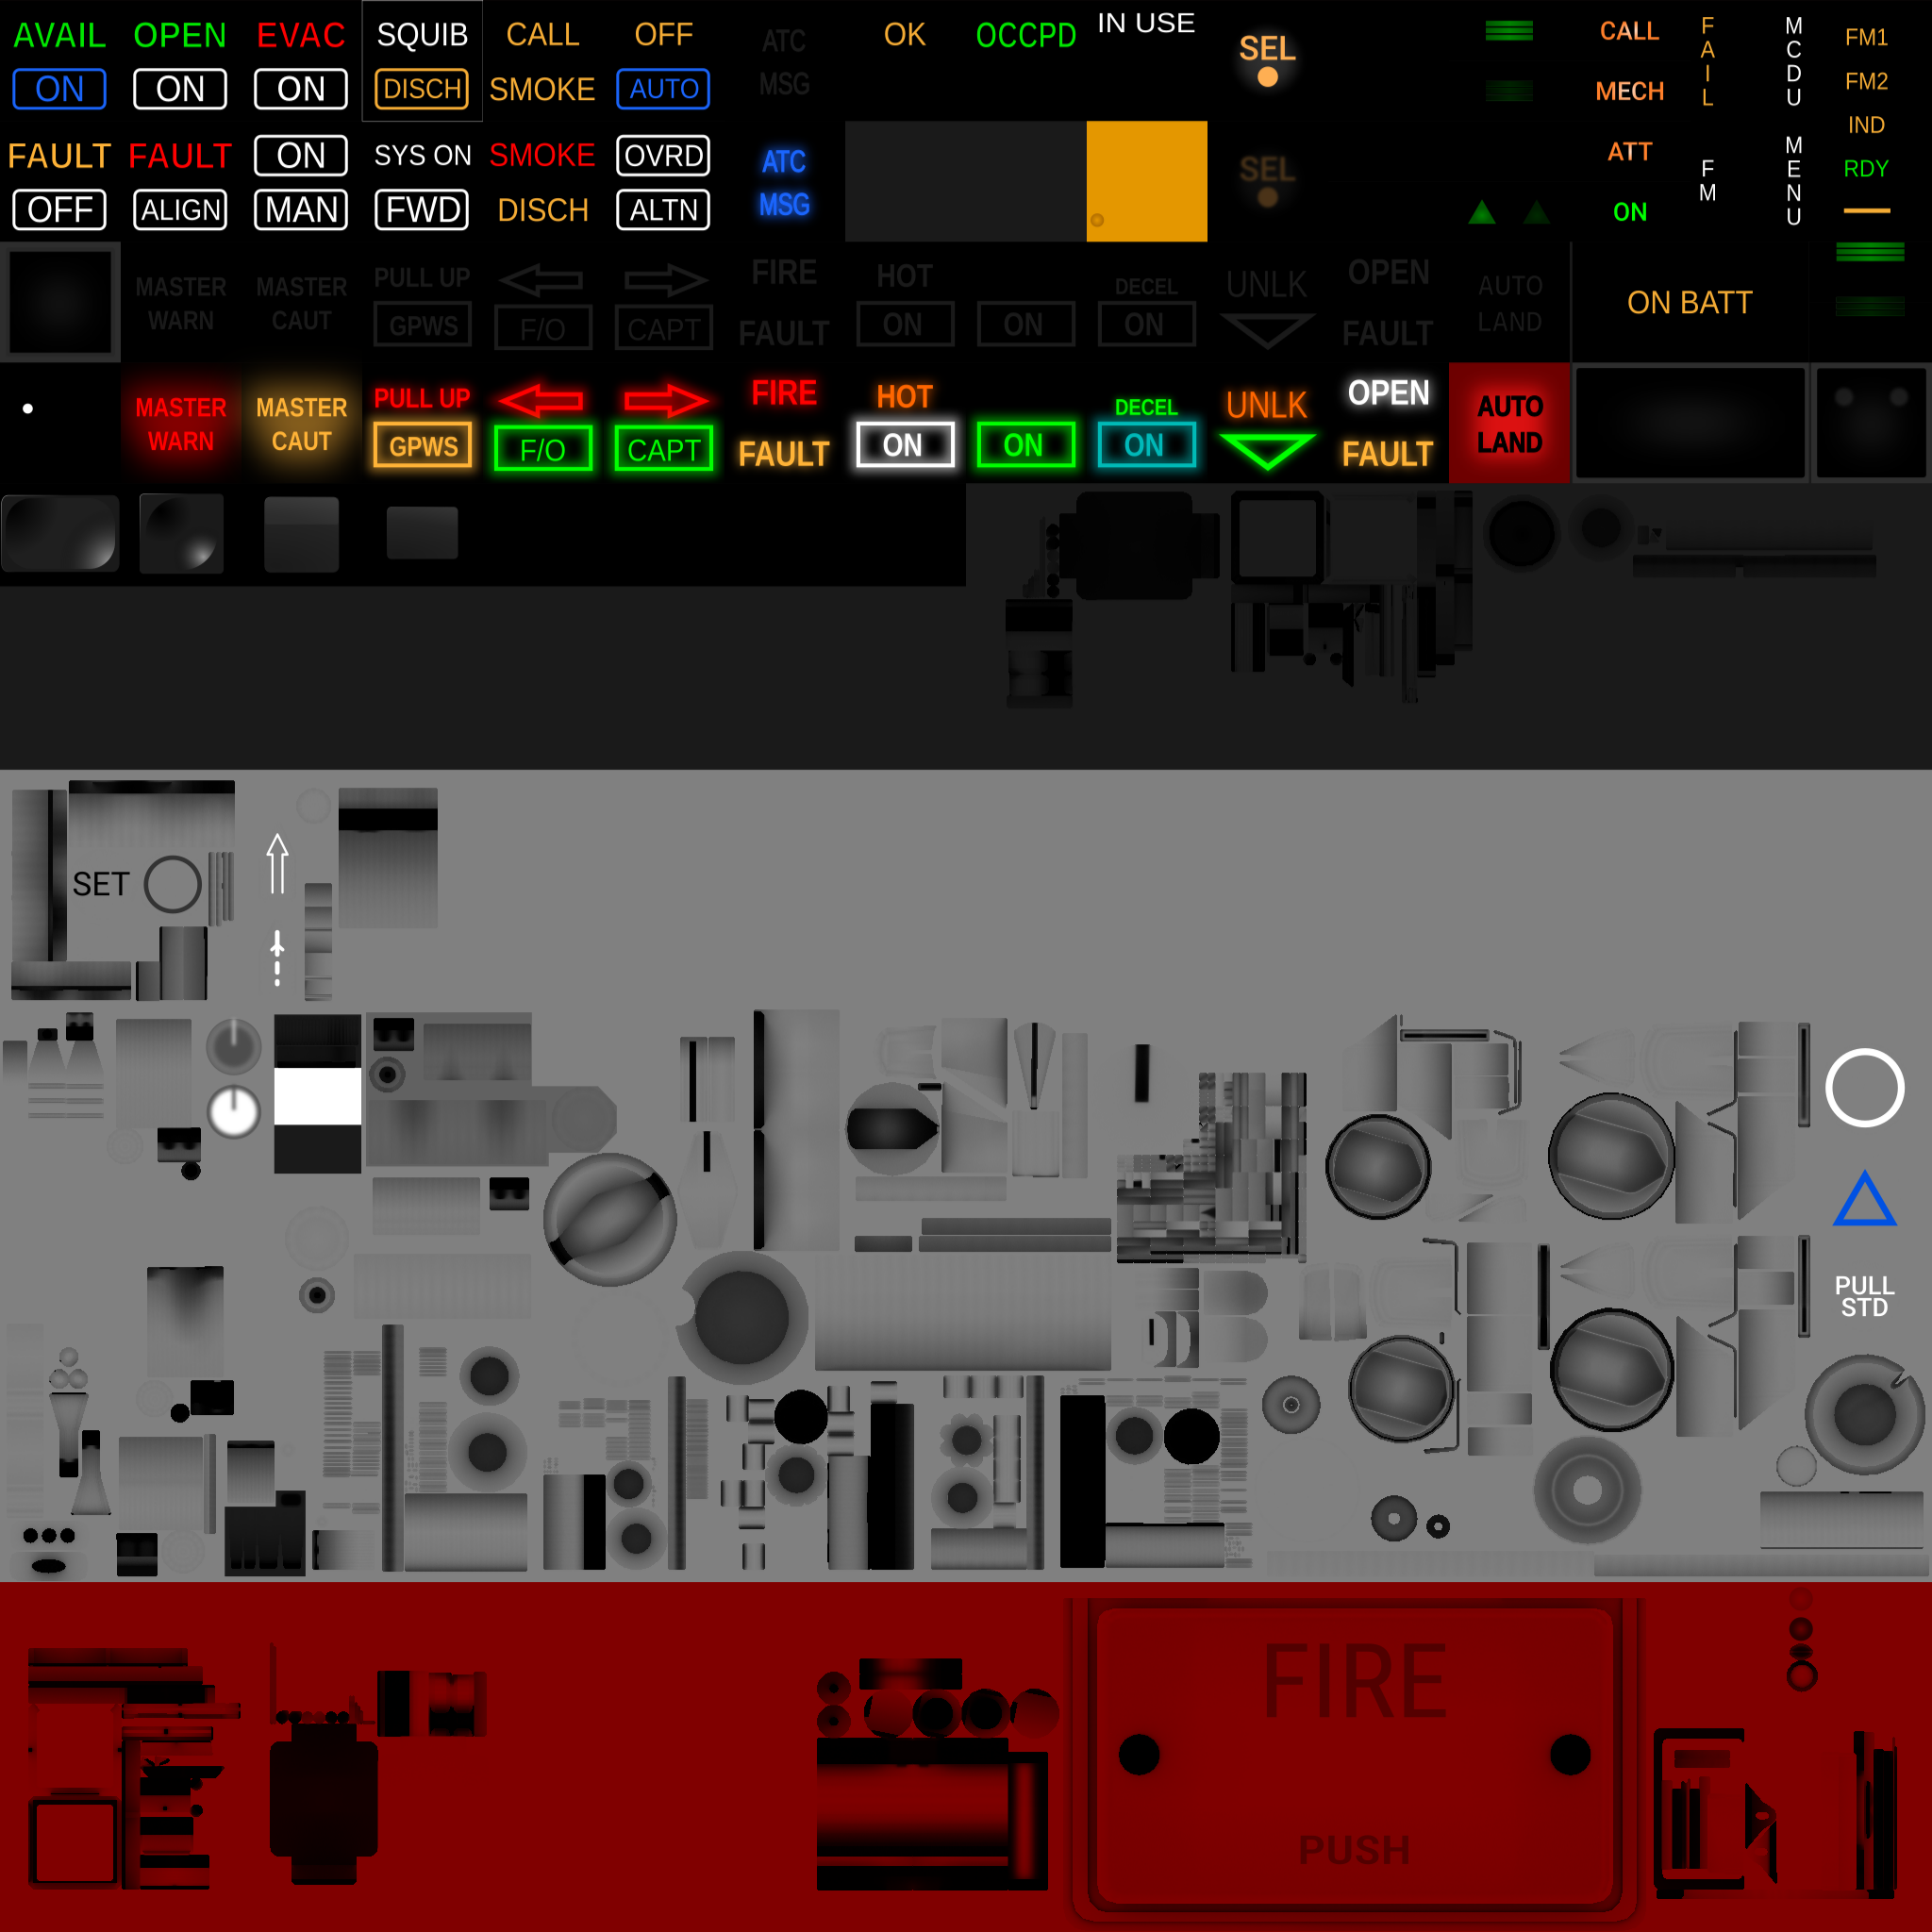 AVAIL OPEN EVAC SQUIB CALL OFF ATC OK OCCPD IN USE SEL CALL FAIL MCDU FM1
ON ON ON DISCH SMOKE AUTO MSG MECH FM2
IND
FAULT FAULT ON SYS ON SMOKE OVRD ATC SEL ATT FM MENU RDY
OFF ALIGN MAN FWD DISCH ALTN MSG ON
MASTER MASTER PULL UP FIRE HOT DECEL UNLK OPEN AUTO ON BATT
WARN CAUT GPWS F/O CAPT FAULT ON ON ON FAULT LAND
MASTER MASTER PULL UP FIRE HOT DECEL UNLK OPEN AUTO
WARN CAUT GPWS F/O CAPT FAULT ON ON ON FAULT LAND
SET
PULL
STD
FIRE
PUSH